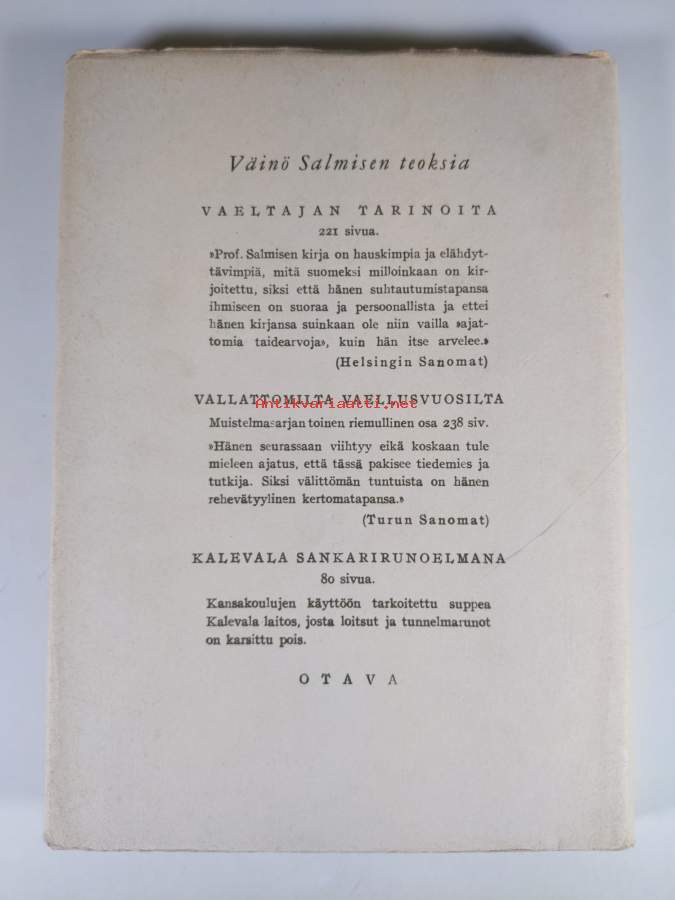 Väinö Salmisen teoksia
VAELTAJAN TARINOITA
221 sivua.
»Prof. Salmisen kirja on hauskimpia ja elähdyt-
tävimpiä, mitä suomeksi milloinkaan on kir-
joitettu, siksi että hänen suhtautumistapansa
ihmiseen on suoraa ja persoonallista ja ettei
hänen kirjansa suinkaan ole niin vailla »ajat-
tomia taidearvoja», kuin hän itse arvelee.»
(Helsingin Sanomat)
VALLATTOMILTA VAELLUSVUOSILTA
Antikvariaatti.net
Muistelmasarjan toinen riemullinen osa 238 siv.
»Hänen seurassaan viihtyy eikä koskaan tule
mieleen ajatus, että tässä pakisee tiedemies ja
tutkija. Siksi välittömän tuntuista on hänen
rehevätyylinen kertomatapansa.»
(Turun Sanomat)
KALEVALA SANKARIRUNOELMANA
80 sivua.
Kansakoulujen käyttöön tarkoitettu suppea
Kalevala laitos, josta loitsut ja tunnelmarunot
on karsittu pois.
OTAVA